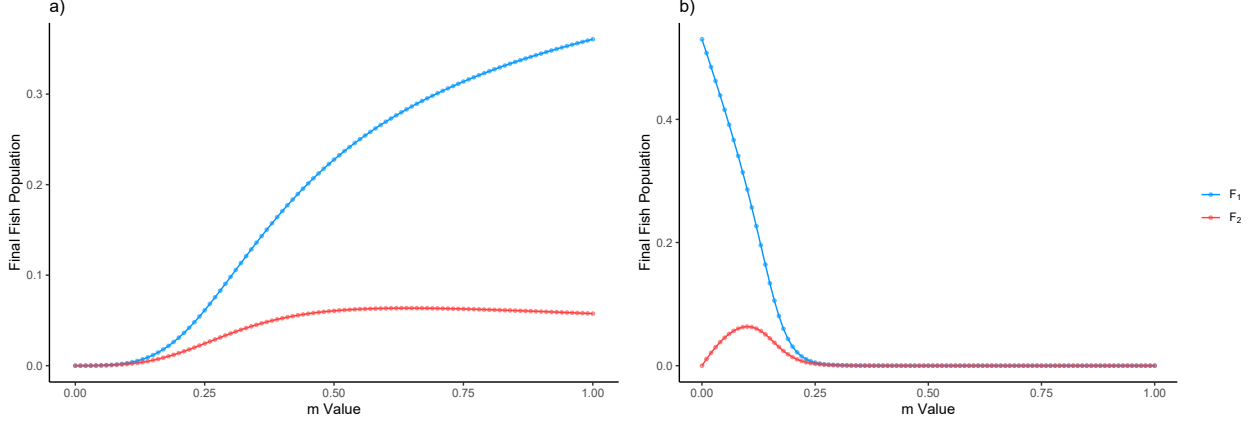 a)
Final Fish Population
0.3
0.2
0.1
0.0
0.00 0.25 0.50 0.75 1.00
m Value
b)
Final Fish Population
0.4
0.2
0.0
0.00 0.25 0.50 0.75 1.00
m Value
F₁
F₂